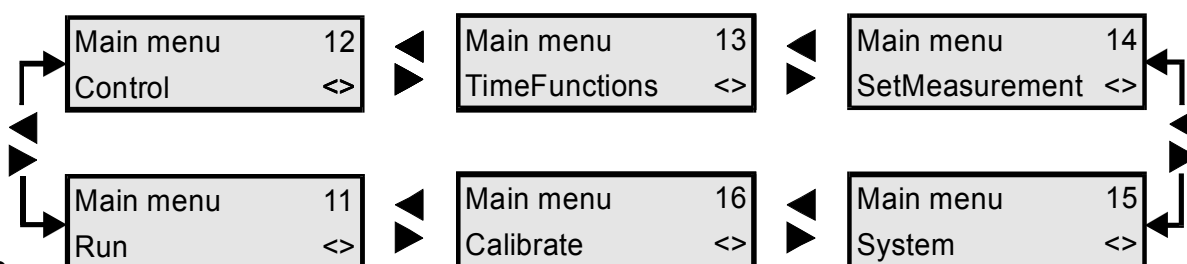 Main menu 12
Control <>
Main menu 13
TimeFunctions <>
Main menu 14
SetMeasurement <>
Main menu 11
Run <>
Main menu 16
Calibrate <>
Main menu 15
System <>